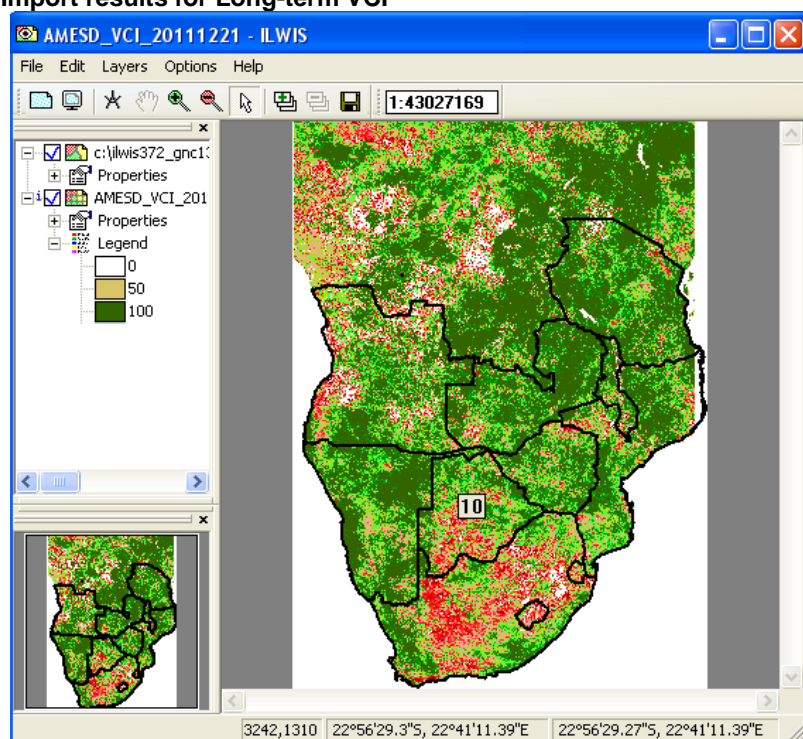 Import results for Long-term VCI
AMESD_VCI_20111221 - ILWIS
File Edit Layers Options Help
1:43027169
c:\ilwis372_gnc13
Properties
AMESD_VCI_201
Properties
Legend
0
50
100
10
3242,1310 22°56'29.3"S, 22°41'11.39"E 22°56'29.27"S, 22°41'11.39"E